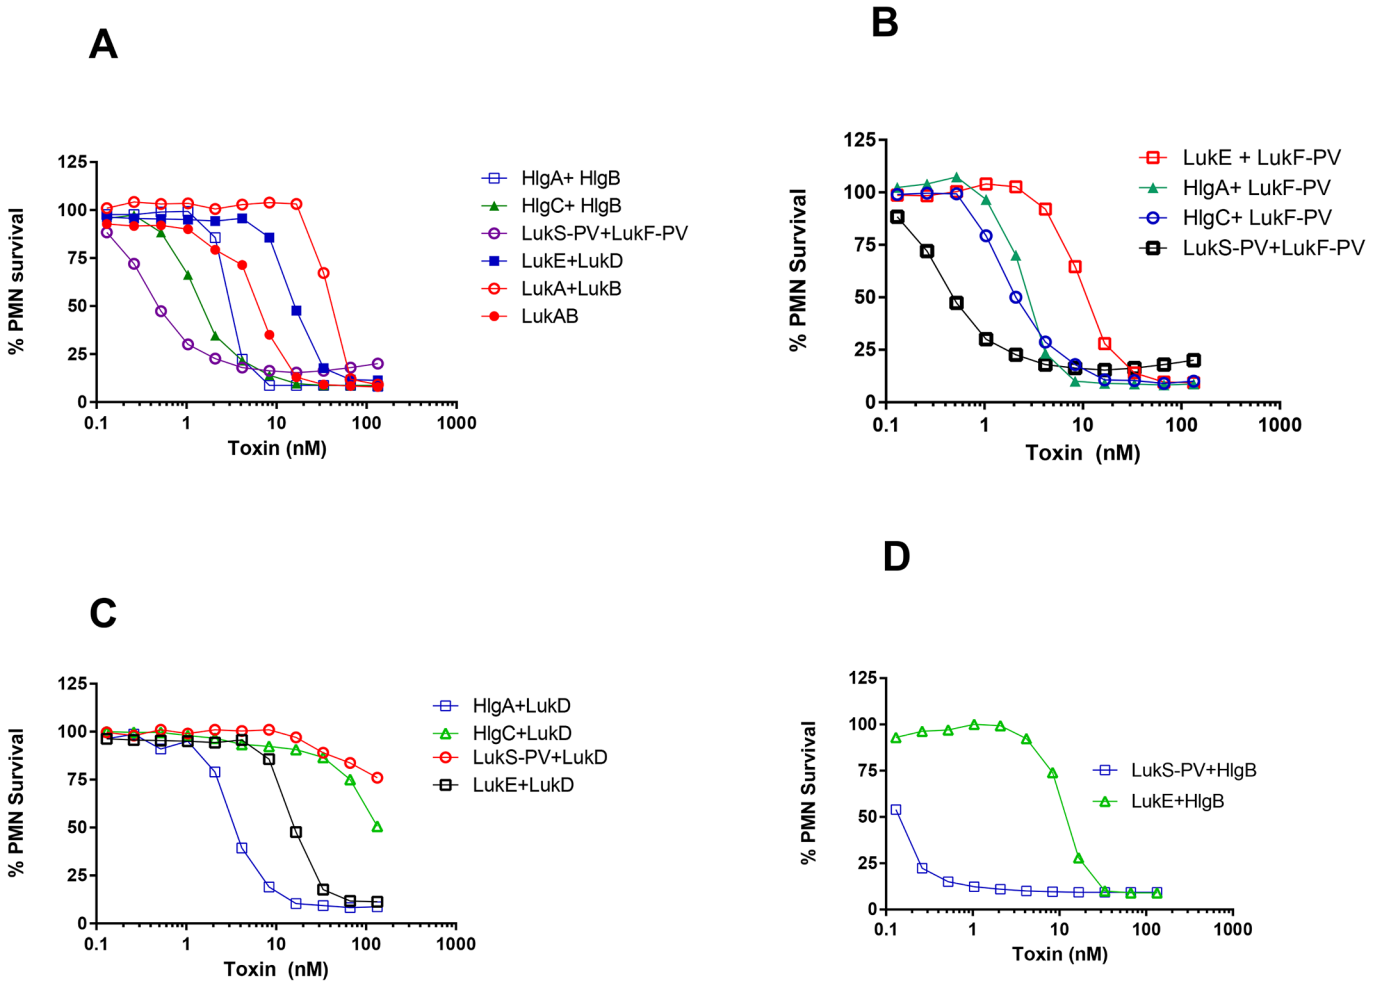 A
% PMN survival
125
100
75
50
25
0
0.1 1 10 100 1000
Toxin (nM)
HlgA+ HlgB
HlgC+ HlgB
LukS-PV+LukF-PV
LukE+LukD
LukA+LukB
LukAB
B
% PMN Survival
125
100
75
50
25
0
0.1 1 10 100 1000
Toxin (nM)
LukE + LukF-PV
HlgA+ LukF-PV
HlgC+ LukF-PV
LukS-PV+LukF-PV
C
% PMN Survival
125
100
75
50
25
0
0.1 1 10 100 1000
Toxin (nM)
HlgA+LukD
HlgC+LukD
LukS-PV+LukD
LukE+LukD
D
% PMN Survival
125
100
75
50
25
0
0.1 1 10 100 1000
Toxin (nM)
LukS-PV+HlgB
LukE+HlgB